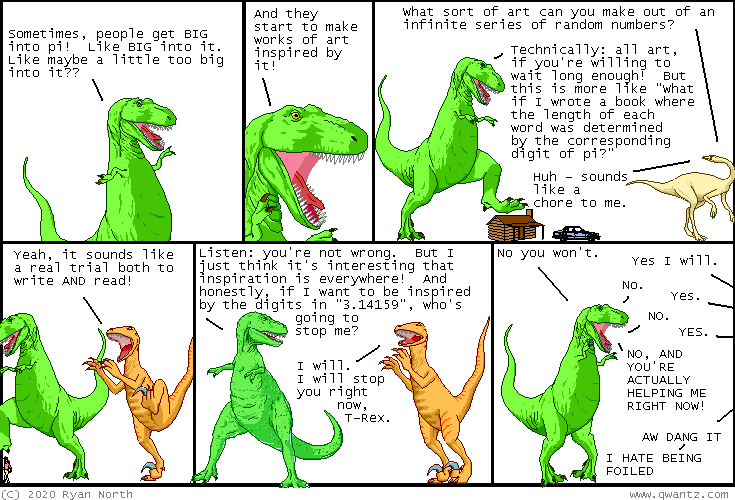 Sometimes, people get BIG
into pi! Like BIG into it.
Like maybe a little too big
into it??
And they
start to make
works of art
inspired by
it!
What sort of art can you make out of an
infinite series of random numbers?
Technically: all art,
if you're willing to
wait long enough! But
this is more like "What
if I wrote a book where
the length of each
word was determined
by the corresponding
digit of pi?"
Huh - sounds
like a
chore to me.
Yeah, it sounds like
a real trial both to
write AND read!
Listen: you're not wrong. But I
just think it's interesting that
inspiration is everywhere! And
honestly, if I want to be inspired
by the digits in "3.14159", who's
going to
stop me?
I will.
I will stop
you right
now,
T-Rex.
No you won't.
Yes I will.
No.
Yes.
No.
YES.
NO, AND
YOU'RE
ACTUALLY
HELPING ME
RIGHT NOW!
AW DANG IT
I HATE BEING
FOILED
(C) 2020 Ryan North
www.qwantz.com